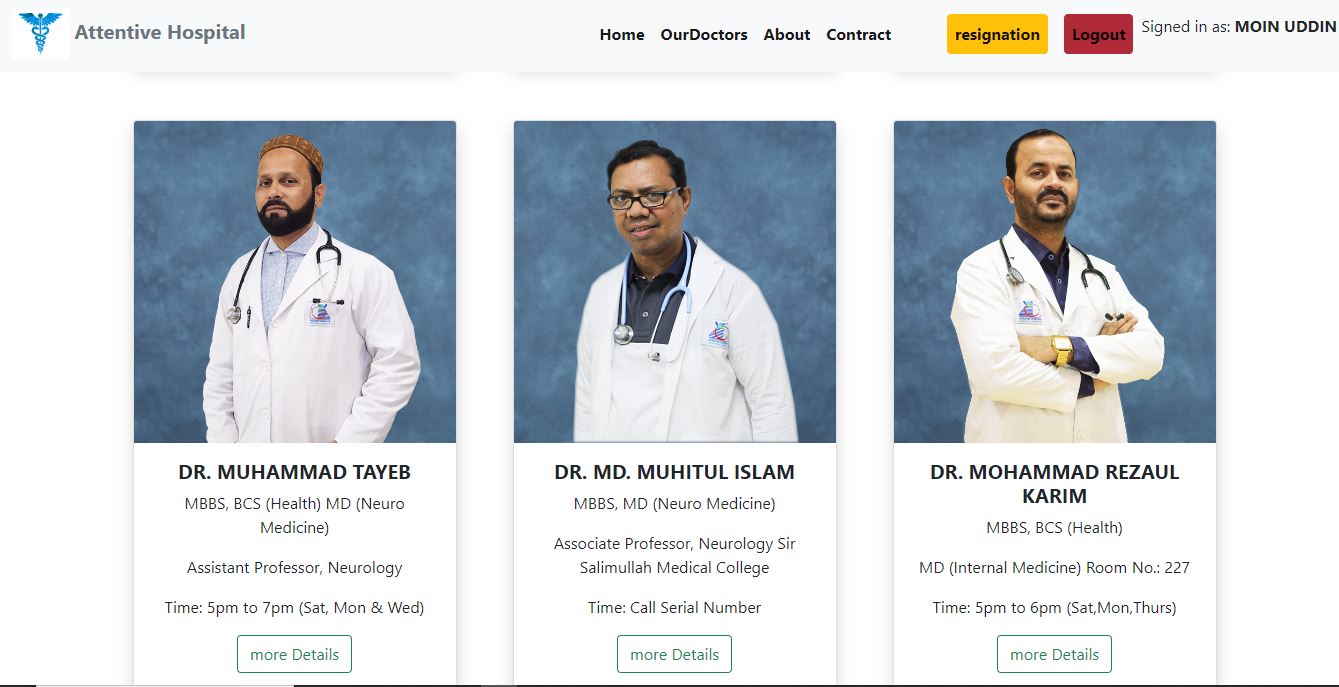 Attentive Hospital
Home OurDoctors About Contract resignation Logout Signed in as: MOIN UDDIN
DR. MUHAMMAD TAYEB
MBBS, BCS (Health) MD (Neuro
Medicine)
Assistant Professor, Neurology
Time: 5pm to 7pm (Sat, Mon & Wed)
more Details
DR. MD. MUHITUL ISLAM
MBBS, MD (Neuro Medicine)
Associate Professor, Neurology Sir
Salimullah Medical College
Time: Call Serial Number
more Details
DR. MOHAMMAD REZAUL
KARIM
MBBS, BCS (Health)
MD (Internal Medicine) Room No.: 227
Time: 5pm to 6pm (Sat,Mon,Thurs)
more Details